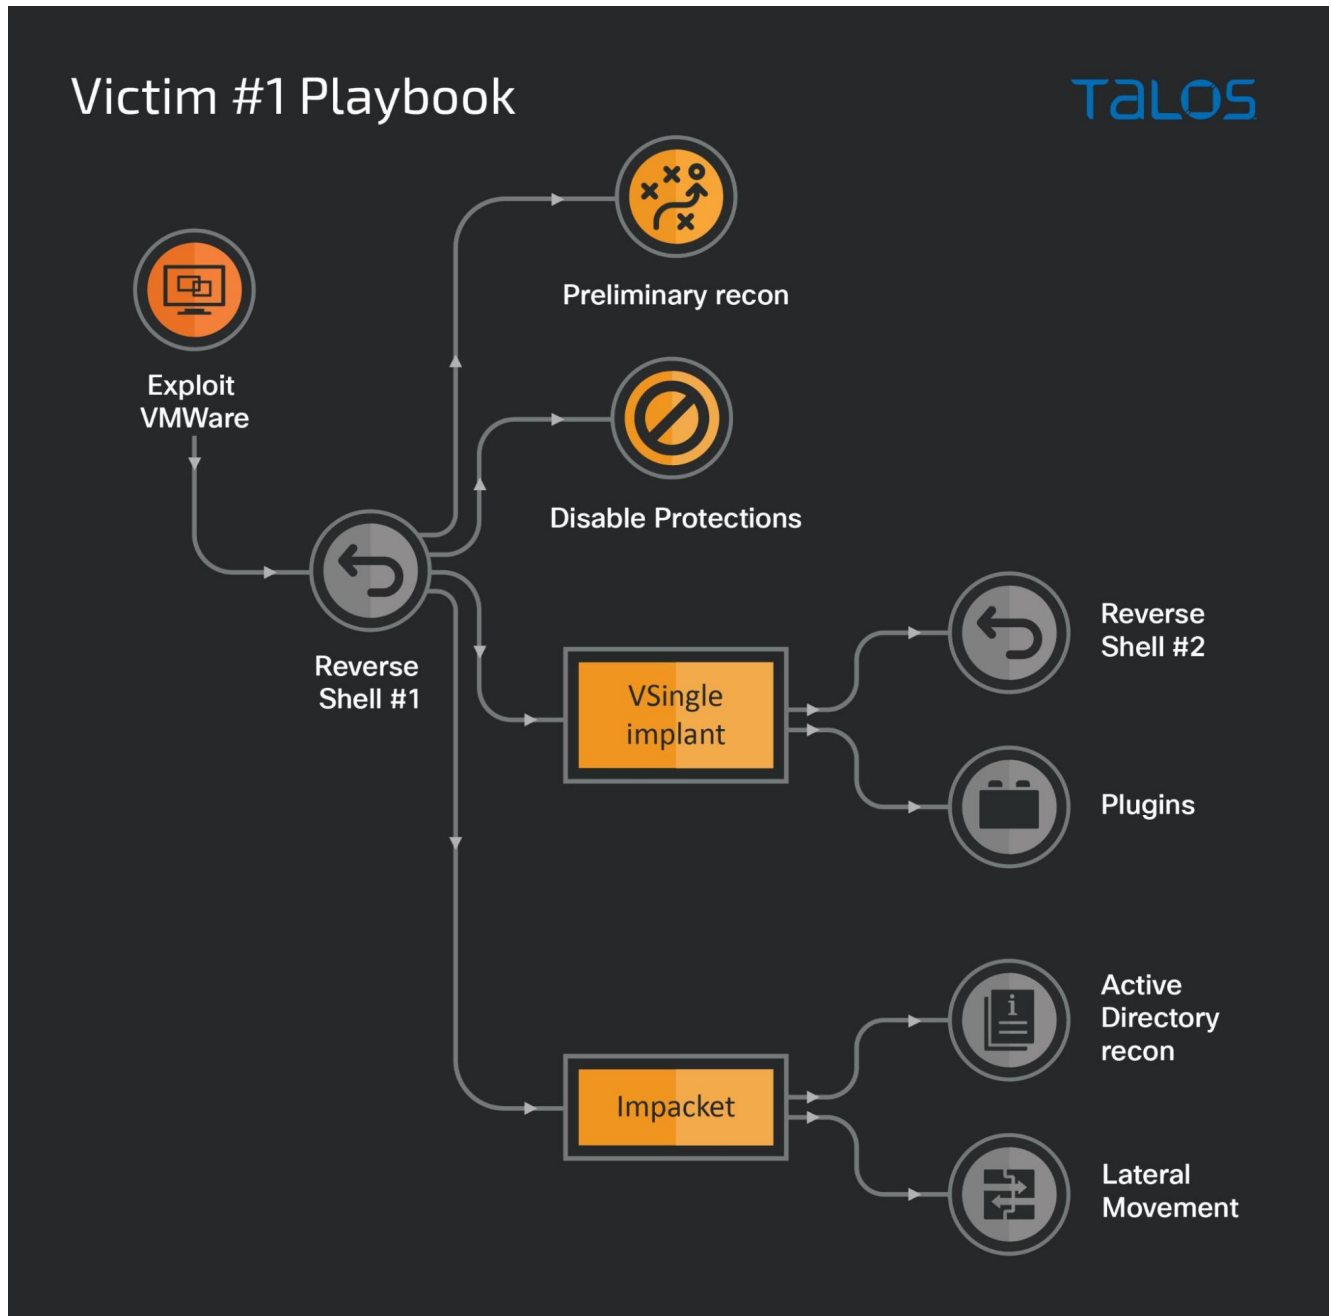 Victim #1 Playbook
TALOS
Preliminary recon
Exploit
VMWare
Disable Protections
Reverse
Shell #1
VSingle
implant
Reverse
Shell #2
Plugins
Active
Directory
recon
i
Impacket
Lateral
Movement